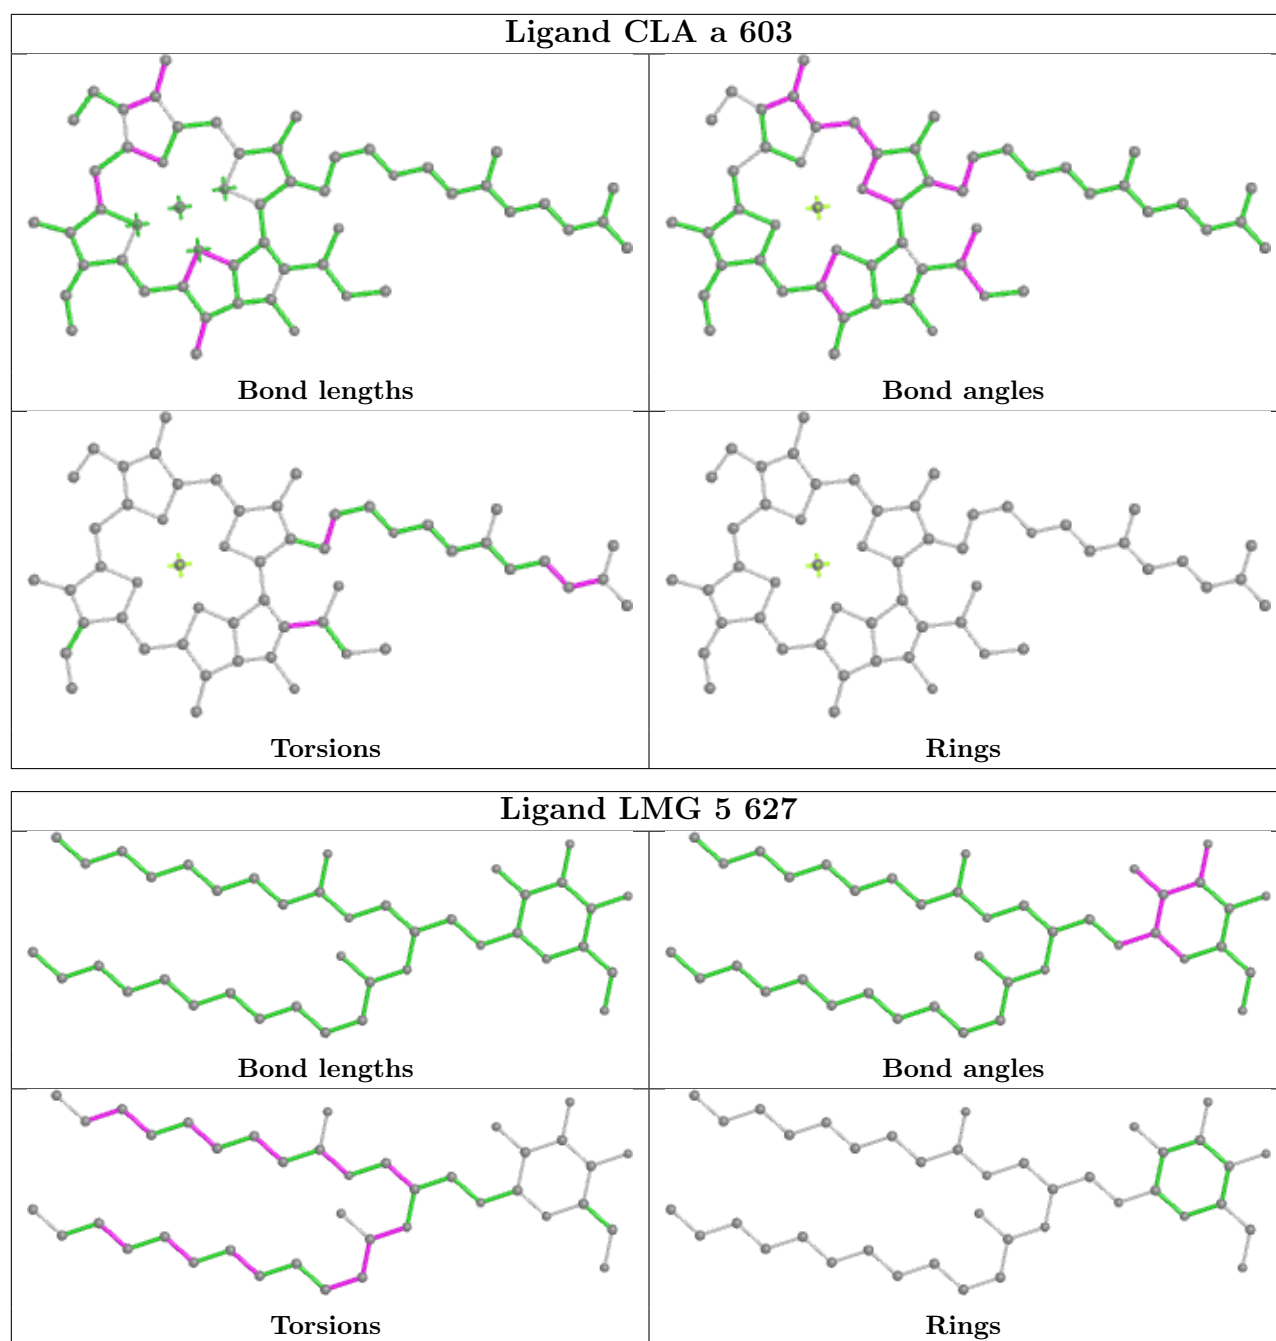 Ligand CLA a 603
Bond lengths
Bond angles
Torsions
Rings
Ligand LMG 5 627
Bond lengths
Bond angles
Torsions
Rings